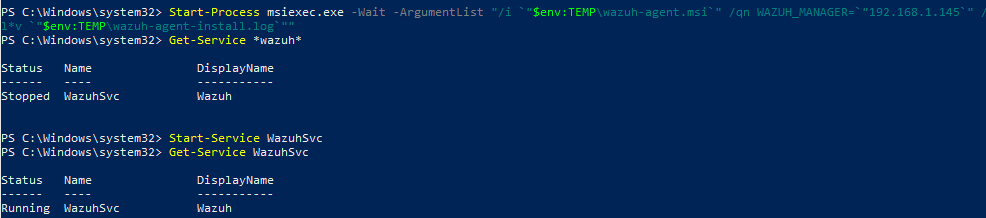 PS C:\Windows\system32> Start-Process msiexec.exe -Wait -ArgumentList "/i `"$env:TEMP\wazuh-agent.msi`" /qn WAZUH_MANAGER=`"192.168.1.145`" /
l*v `"$env:TEMP\wazuh-agent-install.log`""
PS C:\Windows\system32> Get-Service *wazuh*
Status   Name               DisplayName
------   ----               -----------
Stopped  WazuhSvc           Wazuh
PS C:\Windows\system32> Start-Service WazuhSvc
PS C:\Windows\system32> Get-Service WazuhSvc
Status   Name               DisplayName
------   ----               -----------
Running  WazuhSvc           Wazuh